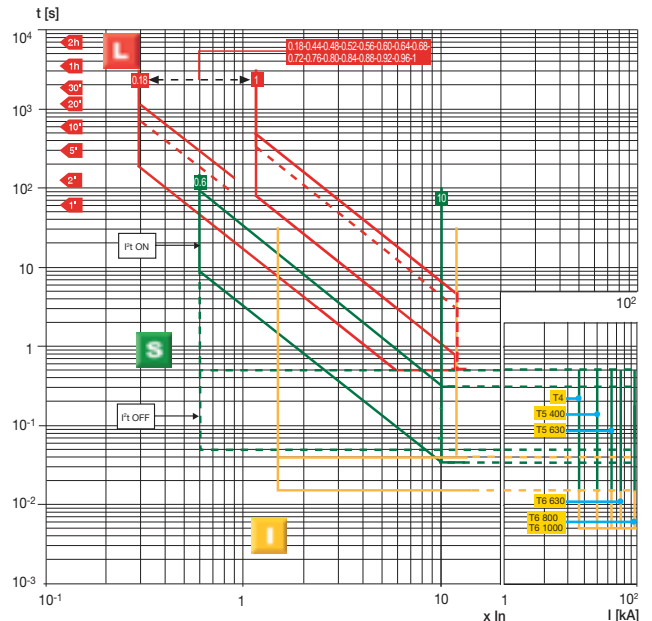 t [s]
10⁴
2h
L
0.18-0.44-0.48-0.52-0.56-0.60-0.64-0.68-
0.72-0.76-0.80-0.84-0.88-0.92-0.96-1
1h
0.18
1
30'
20'
10³
10'
5'
10²
2'
0.6
10
1'
I²t ON
10
10²
1
S
T4
I²t OFF
T5 400
10⁻¹
T5 630
10⁻²
T6 630
T6 800
T6 1000
I
10⁻³
10⁻¹
1
10
x In
1
10²
I [kA]